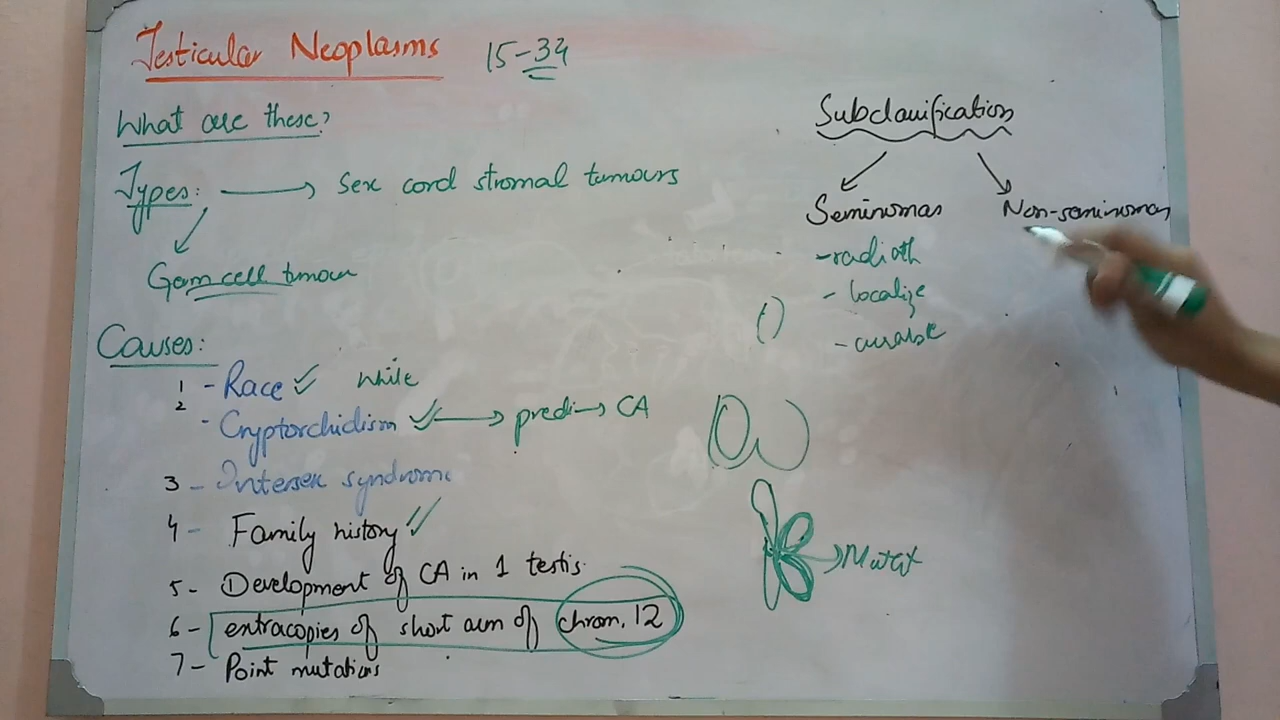 Testicular Neoplasms 15-34
What are these?
Types: → Sex cord stromal tumours
Germ cell tumour
Causes:
1 - Race ✓ white
2 - Cryptorchidism ✓ → predi → CA
3 - Intersex syndrome
4 - Family history ✓✓
5 - Development of CA in 1 testis.
6 - extracopies of short arm of chrom. 12
7 - Point mutations
Subclassification
Seminomas Non-seminomas
- radioth
- localize
- curable
→ Mutat